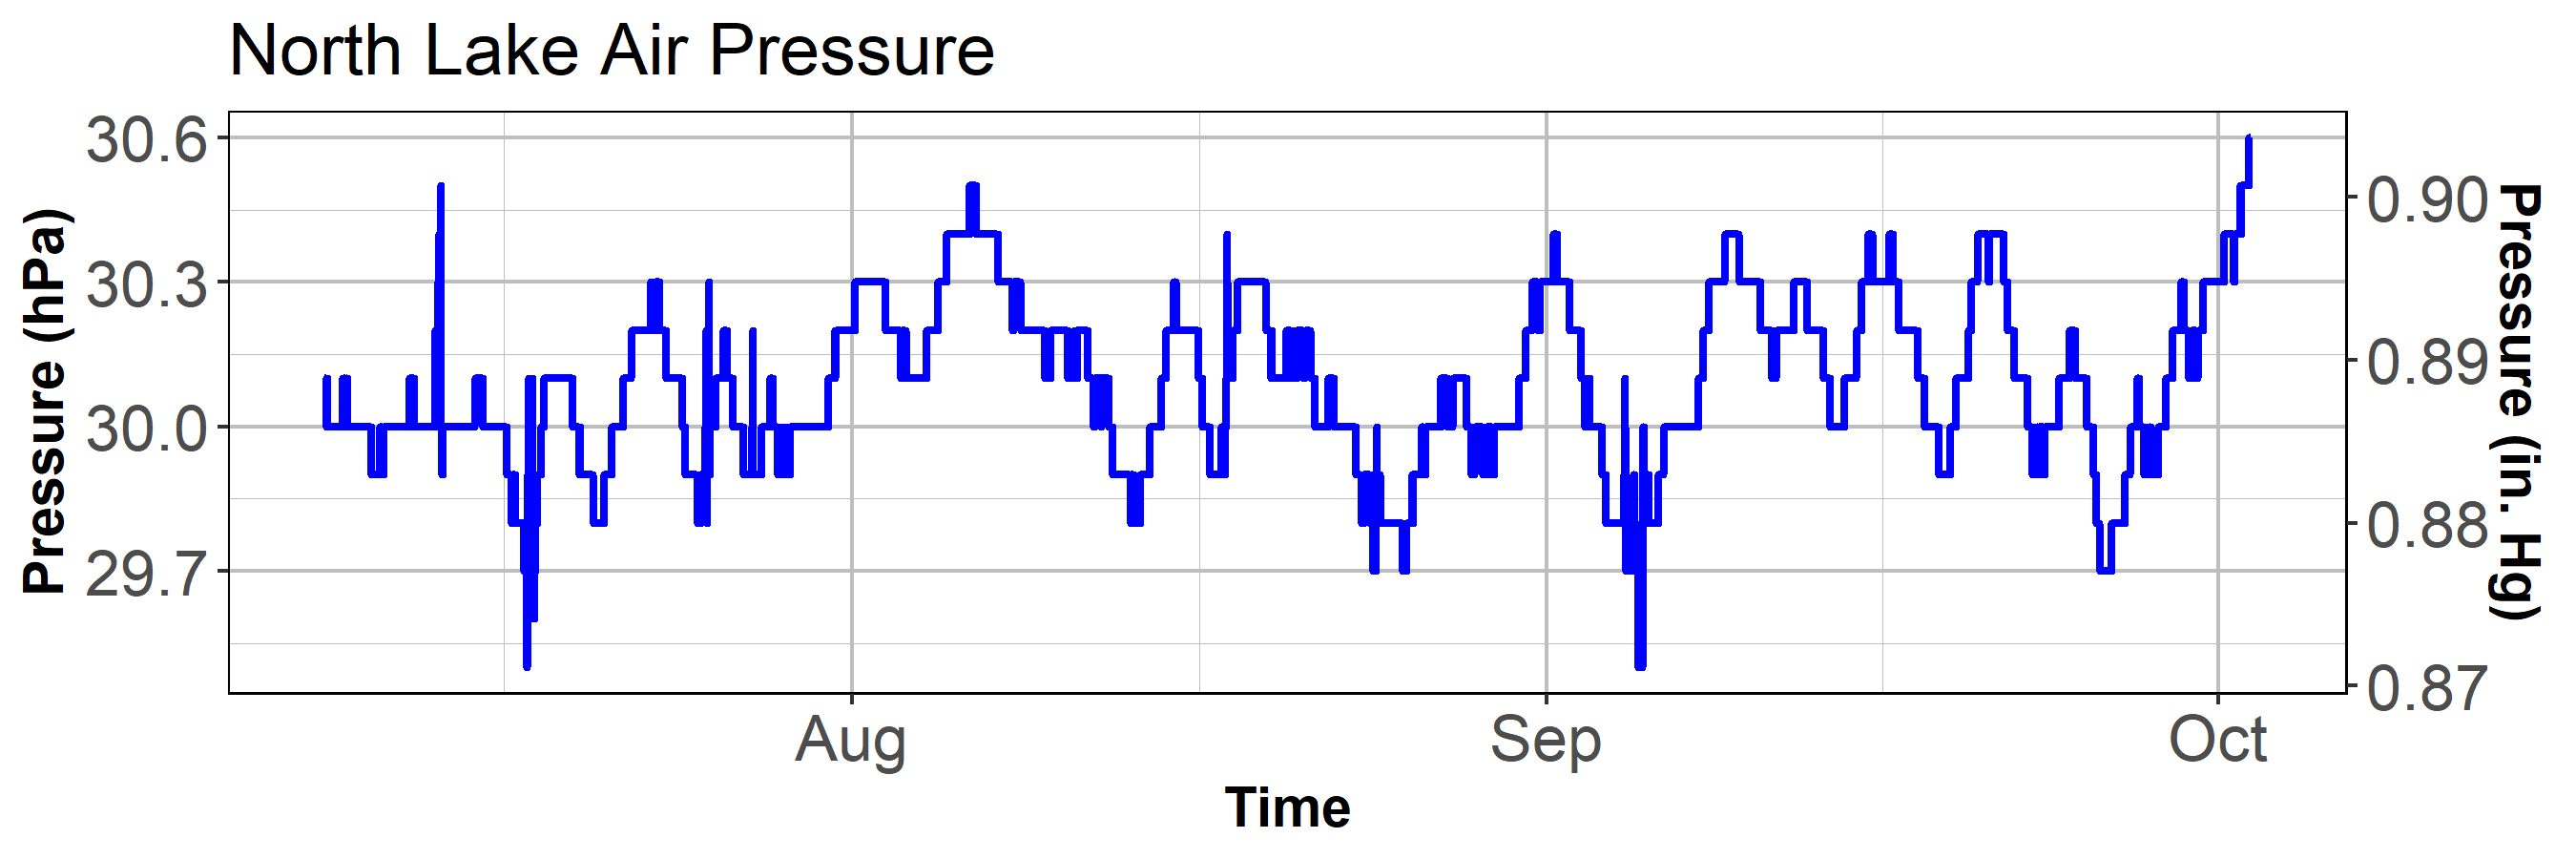 North Lake Air Pressure
Pressure (hPa)
30.6
30.3
30.0
29.7
0.90
0.89
0.88
0.87
Pressure (in. Hg)
Aug
Sep
Oct
Time